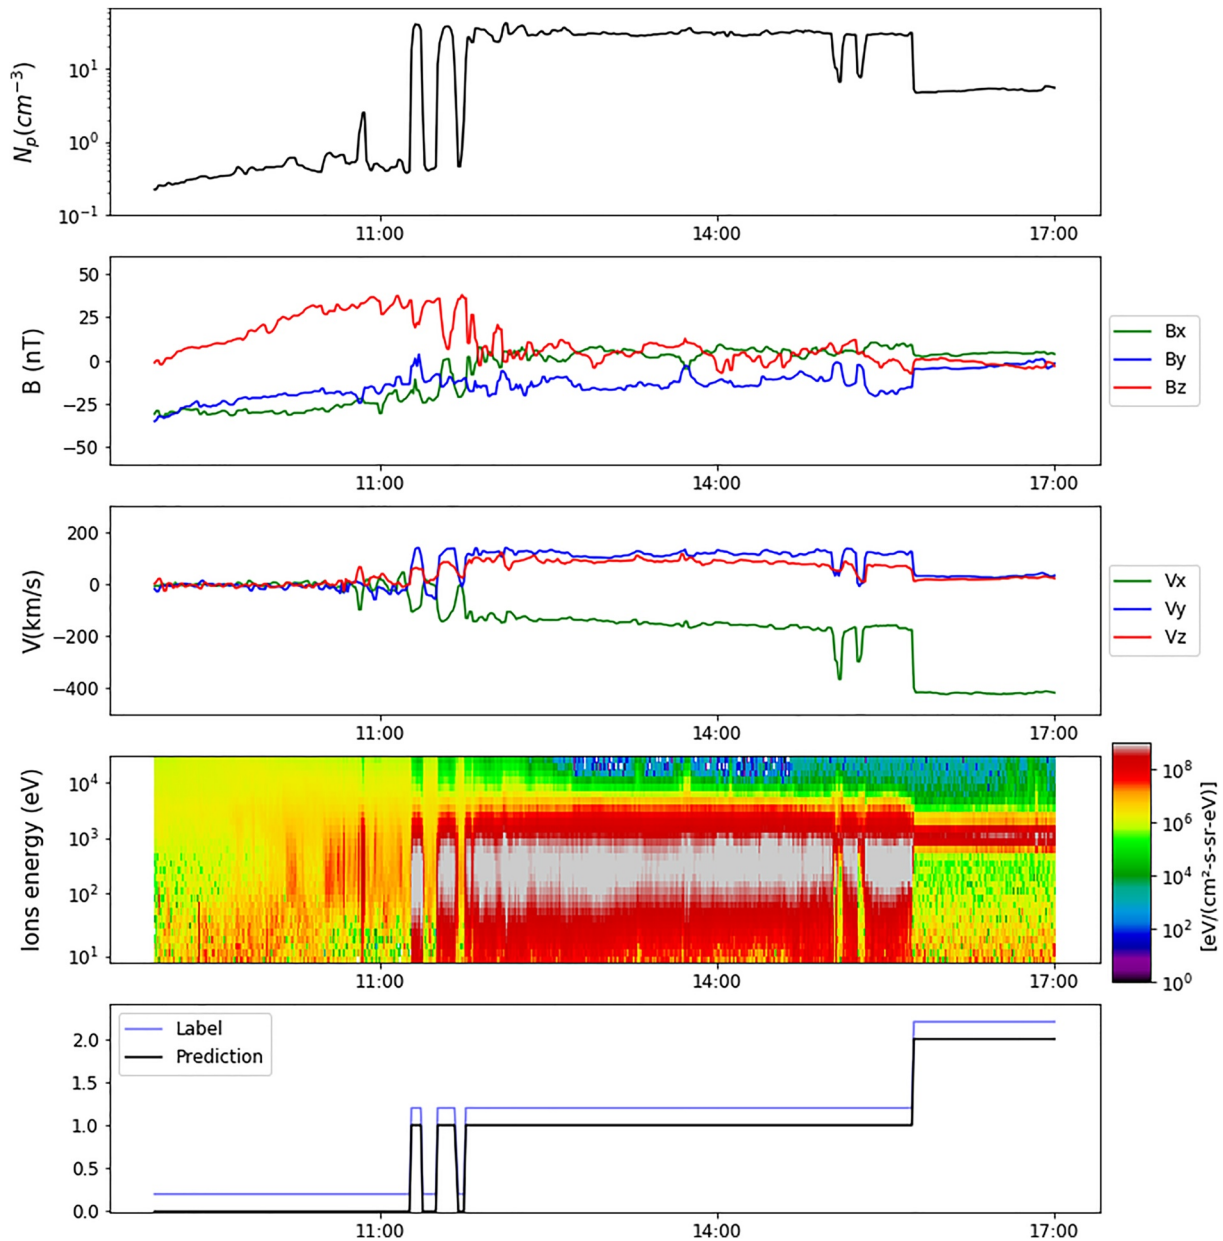 N_p(cm^{-3})
10^1
10^0
10^{-1}
11:00 14:00 17:00
B (nT)
50
25
0
−25
−50
11:00 14:00 17:00
Bx
By
Bz
V(km/s)
200
0
−200
−400
11:00 14:00 17:00
Vx
Vy
Vz
Ions energy (eV)
10^4
10^3
10^2
10^1
11:00 14:00 17:00
10^8
10^6
10^4
10^2
10^0
[eV/(cm²-s-sr-eV)]
Label
Prediction
2.0
1.5
1.0
0.5
0.0
11:00 14:00 17:00